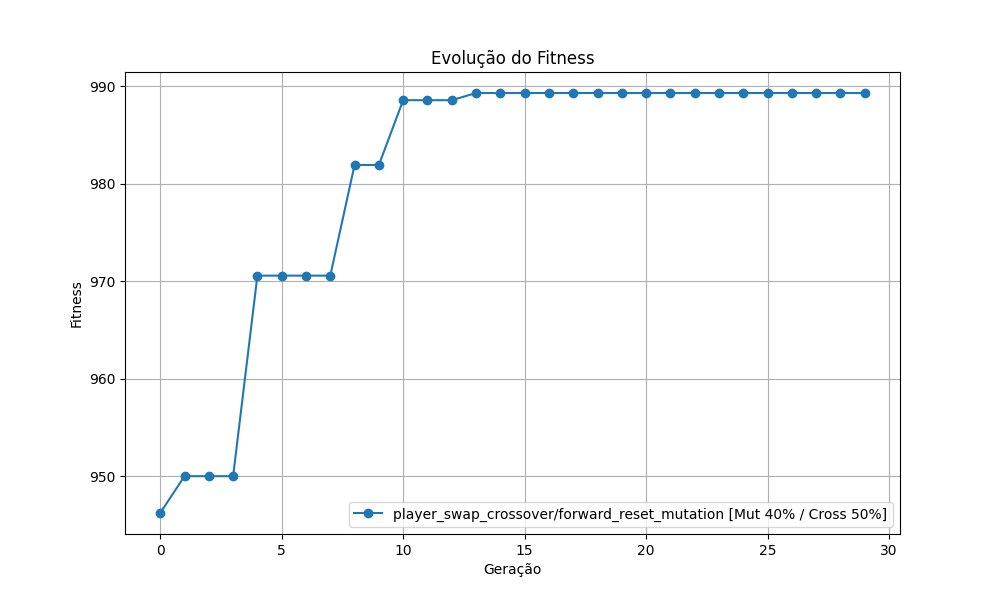 Evolução do Fitness
Fitness
990
980
970
960
950
player_swap_crossover/forward_reset_mutation [Mut 40% / Cross 50%]
0 5 10 15 20 25 30
Geração